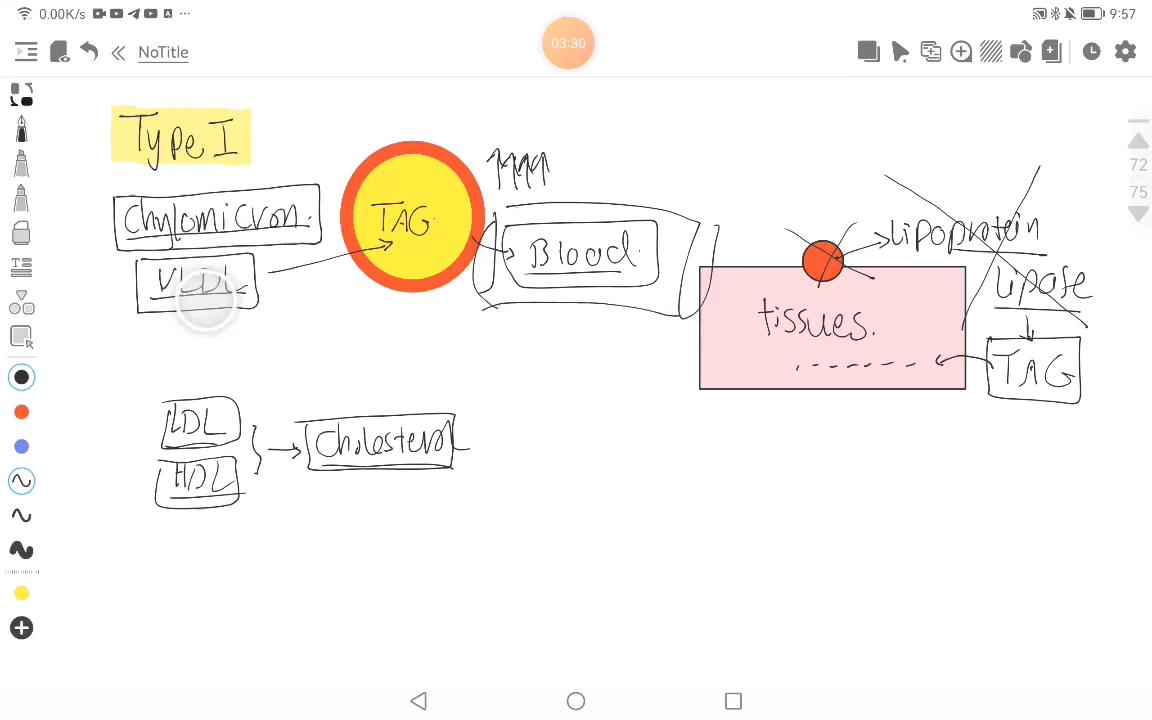 0.00K/s
9:57
NoTitle
03:30
Type I
Chylomicron.
VLDL
TAG
Blood
tissues.
Lipoprotein
Lipase
TAG
LDL
HDL
Cholesterol
72
75